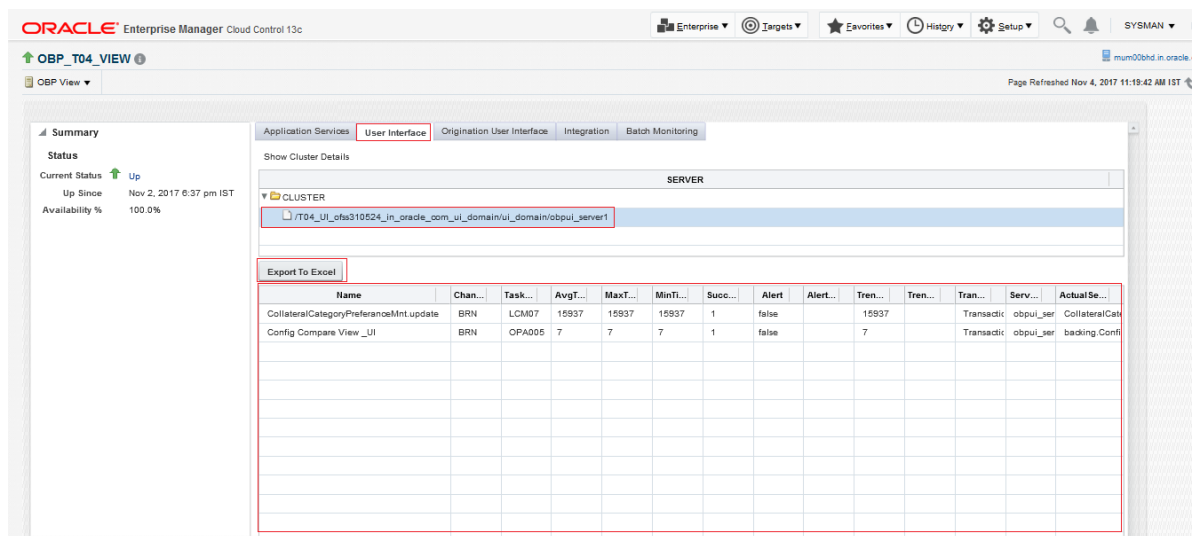 ORACLE Enterprise Manager Cloud Control 13c Enterprise Targets Favorites History Setup SYSMAN
OBP_T04_VIEW mum00bhd.in.oracle.
OBP View Page Refreshed Nov 4, 2017 11:19:42 AM IST
Summary
Application Services User Interface Origination User Interface Integration Batch Monitoring
Status
Show Cluster Details
Current Status Up
SERVER
Up Since Nov 2, 2017 6:37 pm IST
CLUSTER
Availability % 100.0%
/T04_UI_ofss310524_in_oracle_com_ui_domain/ui_domain/obpui_server1
Export To Excel
Name Chan... Task... AvgT... MaxT... MinTi... Succ... Alert Alert... Tren... Tren... Tran... Serv... ActualSe...
CollateralCategoryPreferanceMnt.update BRN LCM07 15937 15937 15937 1 false 15937 Transactic obpui_ser CollateralCate
Config Compare View _UI BRN OPA005 7 7 7 1 false 7 Transactic obpui_ser backing.Confi